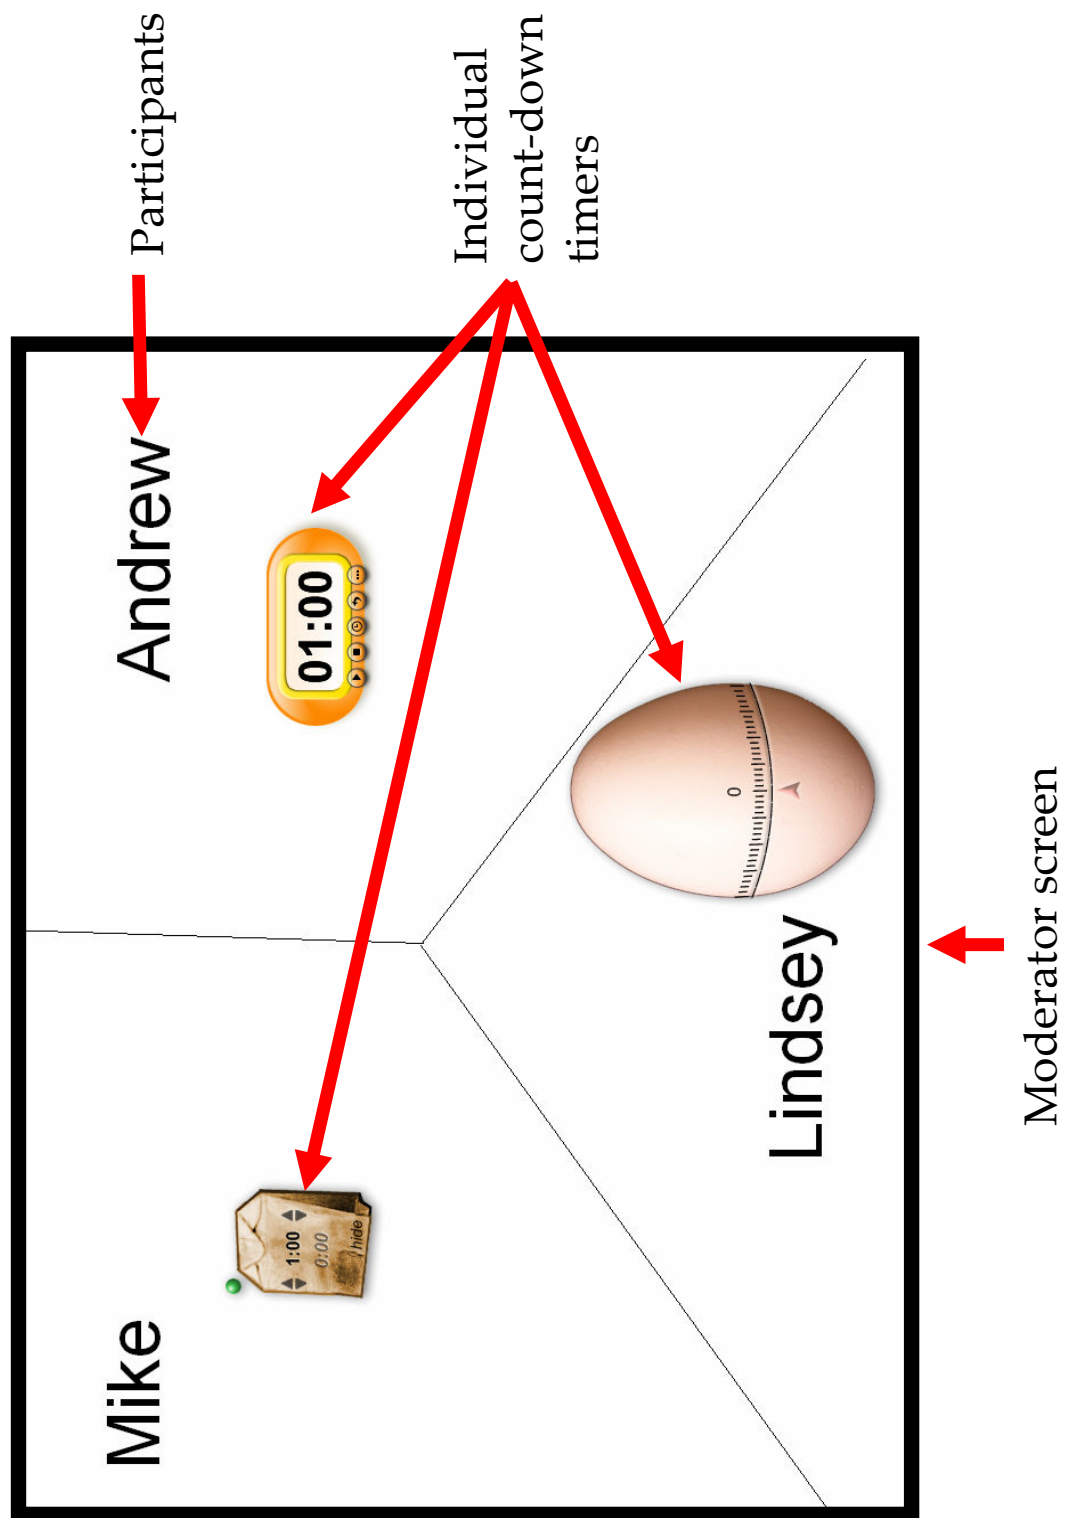 Mike
Andrew
Participants
1:00
0:00
hide
01:00
Individual
count-down
timers
Lindsey
0
Moderator screen